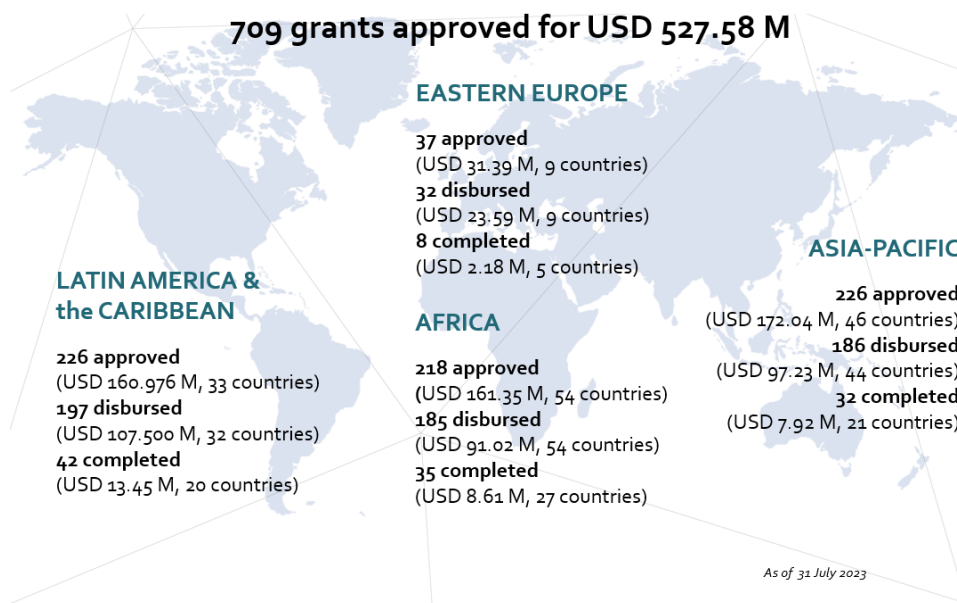 709 grants approved for USD 527.58 M
EASTERN EUROPE
37 approved
(USD 31.39 M, 9 countries)
32 disbursed
(USD 23.59 M, 9 countries)
8 completed
(USD 2.18 M, 5 countries)
LATIN AMERICA &
the CARIBBEAN
226 approved
(USD 160.976 M, 33 countries)
197 disbursed
(USD 107.500 M, 32 countries)
42 completed
(USD 13.45 M, 20 countries)
AFRICA
218 approved
(USD 161.35 M, 54 countries)
185 disbursed
(USD 91.02 M, 54 countries)
35 completed
(USD 8.61 M, 27 countries)
ASIA-PACIFIC
226 approved
(USD 172.04 M, 46 countries)
186 disbursed
(USD 97.23 M, 44 countries)
32 completed
(USD 7.92 M, 21 countries)
As of 31 July 2023